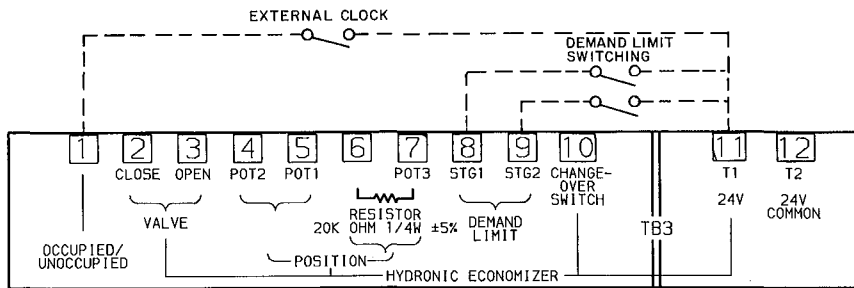 EXTERNAL CLOCK
DEMAND LIMIT
SWITCHING
1 2 3 4 5 6 7 8 9 10 11 12
CLOSE OPEN POT2 POT1 POT3 STG1 STG2 CHANGE-
OVER
SWITCH
T1 T2
24V 24V
COMMON
VALVE
RESISTOR
20K OHM 1/4W ±5%
DEMAND
LIMIT
TB3
OCCUPIED/
UNOCCUPIED
POSITION
HYDRONIC ECONOMIZER